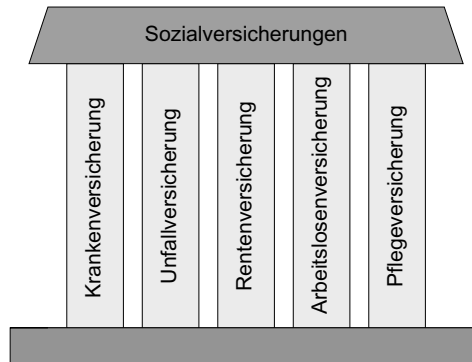 Sozialversicherungen
Krankenversicherung
Unfallversicherung
Rentenversicherung
Arbeitslosenversicherung
Pflegeversicherung